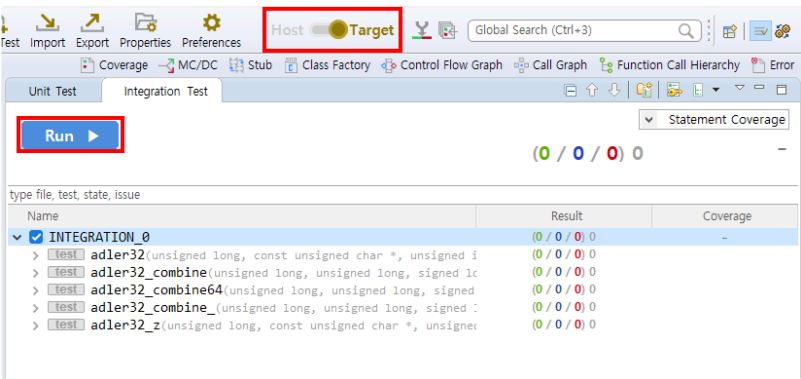 Host Target Global Search (Ctrl+3)
Test Import Export Properties Preferences
Coverage MC/DC Stub Class Factory Control Flow Graph Call Graph Function Call Hierarchy Error
Unit Test Integration Test
Statement Coverage
Run
(0 / 0 / 0) 0 –
type file, test, state, issue
Name Result Coverage
INTEGRATION_0 (0 / 0 / 0) 0 –
test adler32(unsigned long, const unsigned char *, unsigned i (0 / 0 / 0) 0
test adler32_combine(unsigned long, unsigned long, signed lo (0 / 0 / 0) 0
test adler32_combine64(unsigned long, unsigned long, signed (0 / 0 / 0) 0
test adler32_combine_(unsigned long, unsigned long, signed l (0 / 0 / 0) 0
test adler32_z(unsigned long, const unsigned char *, unsigned (0 / 0 / 0) 0